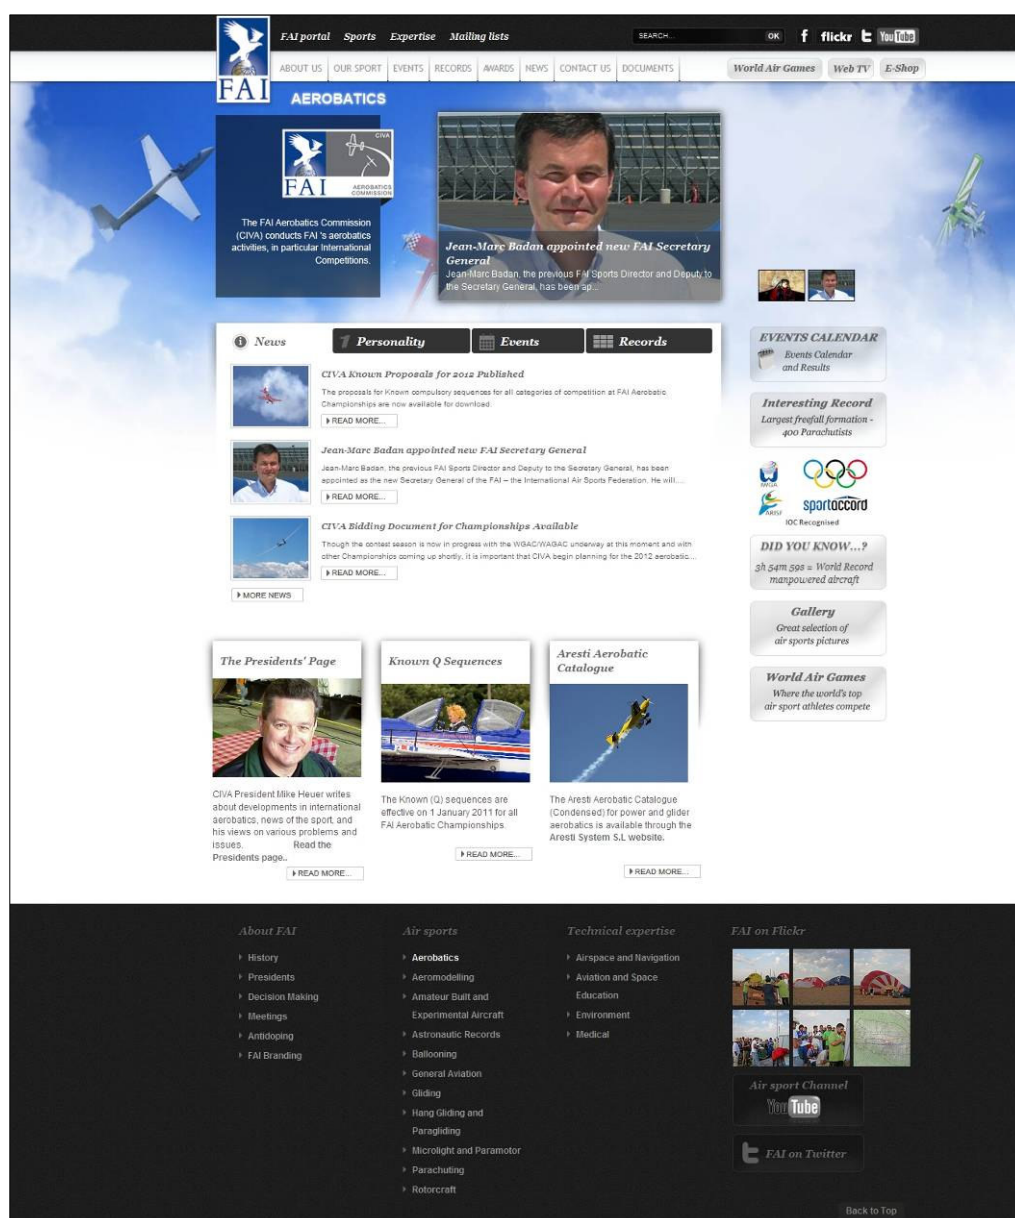 FAI portal Sports Expertise Mailing lists
SEARCH... OK f flickr t YouTube
ABOUT US OUR SPORT EVENTS RECORDS AWARDS NEWS CONTACT US DOCUMENTS
World Air Games Web TV E-Shop
FAI
AEROBATICS
CIVA
FAI
AEROBATICS
COMMISSION
The FAI Aerobatics Commission
(CIVA) conducts FAI 's aerobatics
activities, in particular International
Competitions.
Jean-Marc Badan appointed new FAI Secretary
General
Jean-Marc Badan, the previous FAI Sports Director and Deputy to
the Secretary General, has been ap...
News Personality Events Records
CIVA Known Proposals for 2012 Published
The proposals for Known compulsory sequences for all categories of competition at FAI Aerobatic
Championships are now available for download.
READ MORE...
Jean-Marc Badan appointed new FAI Secretary General
Jean-Marc Badan, the previous FAI Sports Director and Deputy to the Secretary General, has been
appointed as the new Secretary General of the FAI – the International Air Sports Federation. He will....
READ MORE...
CIVA Bidding Document for Championships Available
Though the contest season is now in progress with the WGAC/WAGAC underway at this moment and with
other Championships coming up shortly, it is important that CIVA begin planning for the 2012 aerobatic....
READ MORE...
MORE NEWS
EVENTS CALENDAR
Events Calendar
and Results
Interesting Record
Largest freefall formation -
400 Parachutists
IWGA
ARISF
sportaccord
IOC Recognised
DID YOU KNOW...?
3h 54m 59s = World Record
manpowered aircraft
Gallery
Great selection of
air sports pictures
World Air Games
Where the world's top
air sport athletes compete
The Presidents' Page
CIVA President Mike Heuer writes
about developments in international
aerobatics, news of the sport, and
his views on various problems and
issues. Read the
Presidents page..
READ MORE...
Known Q Sequences
The Known (Q) sequences are
effective on 1 January 2011 for all
FAI Aerobatic Championships.
READ MORE...
Aresti Aerobatic
Catalogue
The Aresti Aerobatic Catalogue
(Condensed) for power and glider
aerobatics is available through the
Aresti System S.L website.
READ MORE...
About FAI
History
Presidents
Decision Making
Meetings
Antidoping
FAI Branding
Air sports
Aerobatics
Aeromodelling
Amateur Built and
Experimental Aircraft
Astronautic Records
Ballooning
General Aviation
Gliding
Hang Gliding and
Paragliding
Microlight and Paramotor
Parachuting
Rotorcraft
Technical expertise
Airspace and Navigation
Aviation and Space
Education
Environment
Medical
FAI on Flickr
Air sport Channel
YouTube
FAI on Twitter
Back to Top